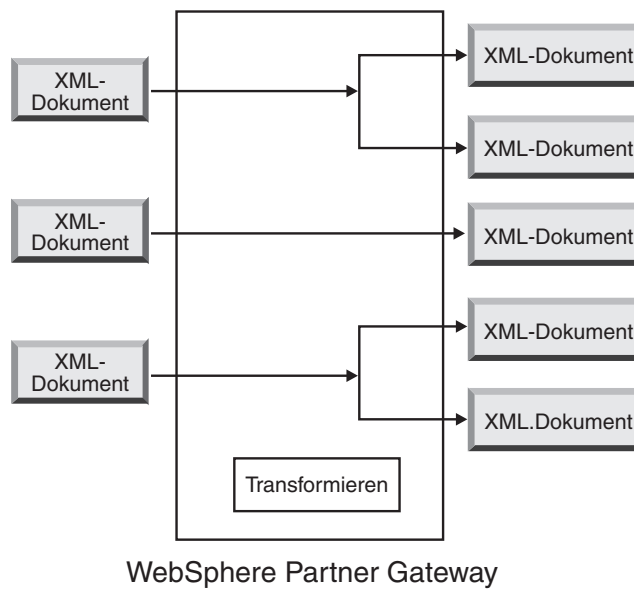 XML-
Dokument
XML-Dokument
XML-Dokument
XML-
Dokument
XML-Dokument
XML-
Dokument
XML-Dokument
XML.Dokument
Transformieren
WebSphere Partner Gateway